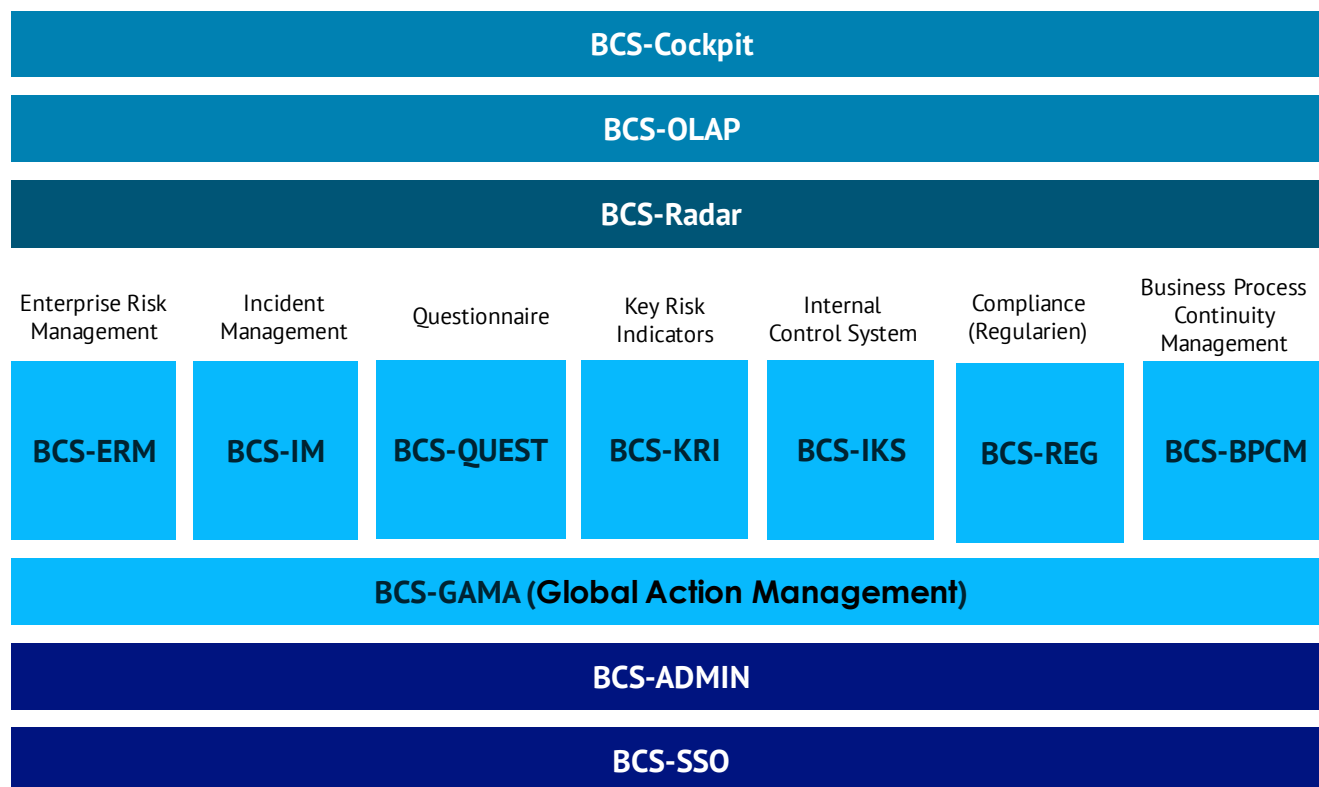 BCS-Cockpit
BCS-OLAP
BCS-Radar
Enterprise Risk
Management
Incident
Management
Questionnaire
Key Risk
Indicators
Internal
Control System
Compliance
(Regularien)
Business Process
Continuity
Management
BCS-ERM
BCS-IM
BCS-QUEST
BCS-KRI
BCS-IKS
BCS-REG
BCS-BPCM
BCS-GAMA (Global Action Management)
BCS-ADMIN
BCS-SSO